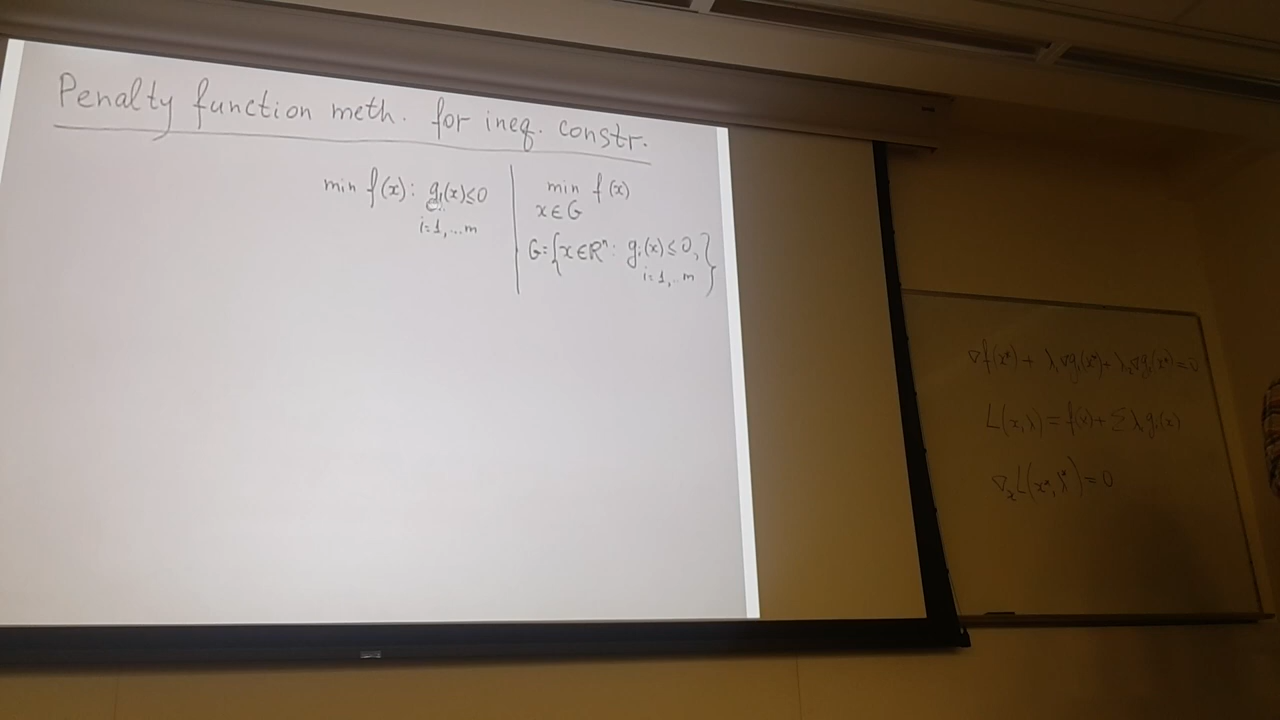 Penalty function meth. for ineq. constr.
min f(x): gᵢ(x)≤0
i=1,...m
min f(x)
x∈G
G={x∈Rⁿ: gᵢ(x)≤0,}
i=1,..m
∇f(x*)+ λ₁∇g₁(x*)+ λ₂∇g₂(x*)=0
L(x,λ)=f(x)+∑λᵢgᵢ(x)
∇ₓL(x*,λ*)=0